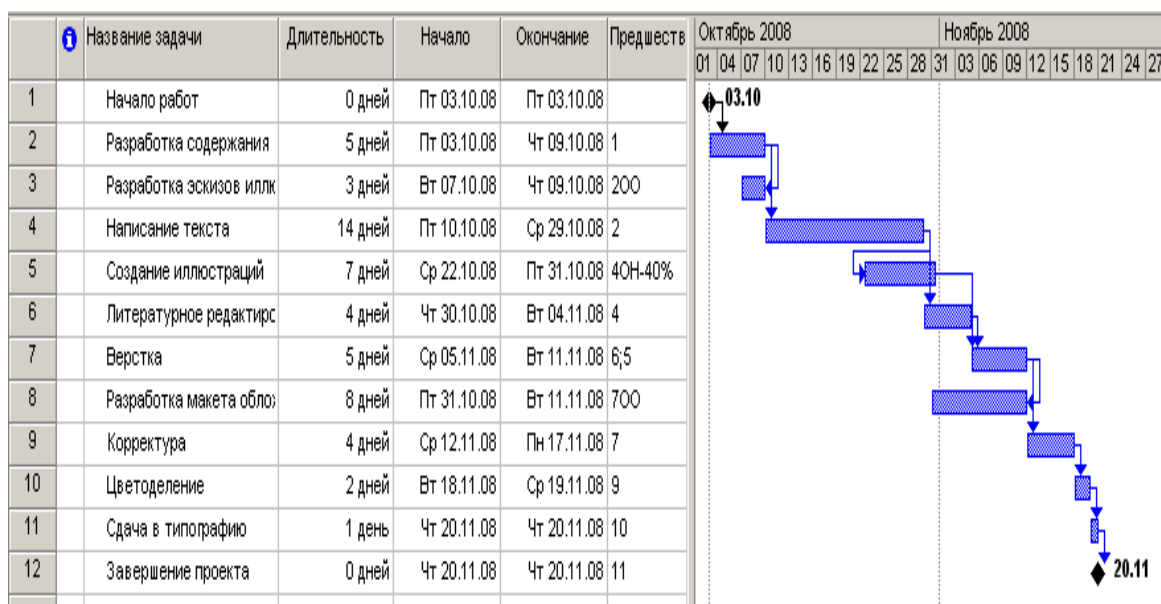 Название задачи Длительность Начало Окончание Предшеств Октябрь 2008 Ноябрь 2008
01 04 07 10 13 16 19 22 25 28 31 03 06 09 12 15 18 21 24 27
1 Начало работ 0 дней Пт 03.10.08 Пт 03.10.08 03.10
2 Разработка содержания 5 дней Пт 03.10.08 Чт 09.10.08 1
3 Разработка эскизов иллк 3 дней Вт 07.10.08 Чт 09.10.08 2ОО
4 Написание текста 14 дней Пт 10.10.08 Ср 29.10.08 2
5 Создание иллюстраций 7 дней Ср 22.10.08 Пт 31.10.08 4ОН-40%
6 Литературное редактирс 4 дней Чт 30.10.08 Вт 04.11.08 4
7 Верстка 5 дней Ср 05.11.08 Вт 11.11.08 6;5
8 Разработка макета обло 8 дней Пт 31.10.08 Вт 11.11.08 7ОО
9 Корректура 4 дней Ср 12.11.08 Пн 17.11.08 7
10 Цветоделение 2 дней Вт 18.11.08 Ср 19.11.08 9
11 Сдача в типографию 1 день Чт 20.11.08 Чт 20.11.08 10
12 Завершение проекта 0 дней Чт 20.11.08 Чт 20.11.08 11 20.11